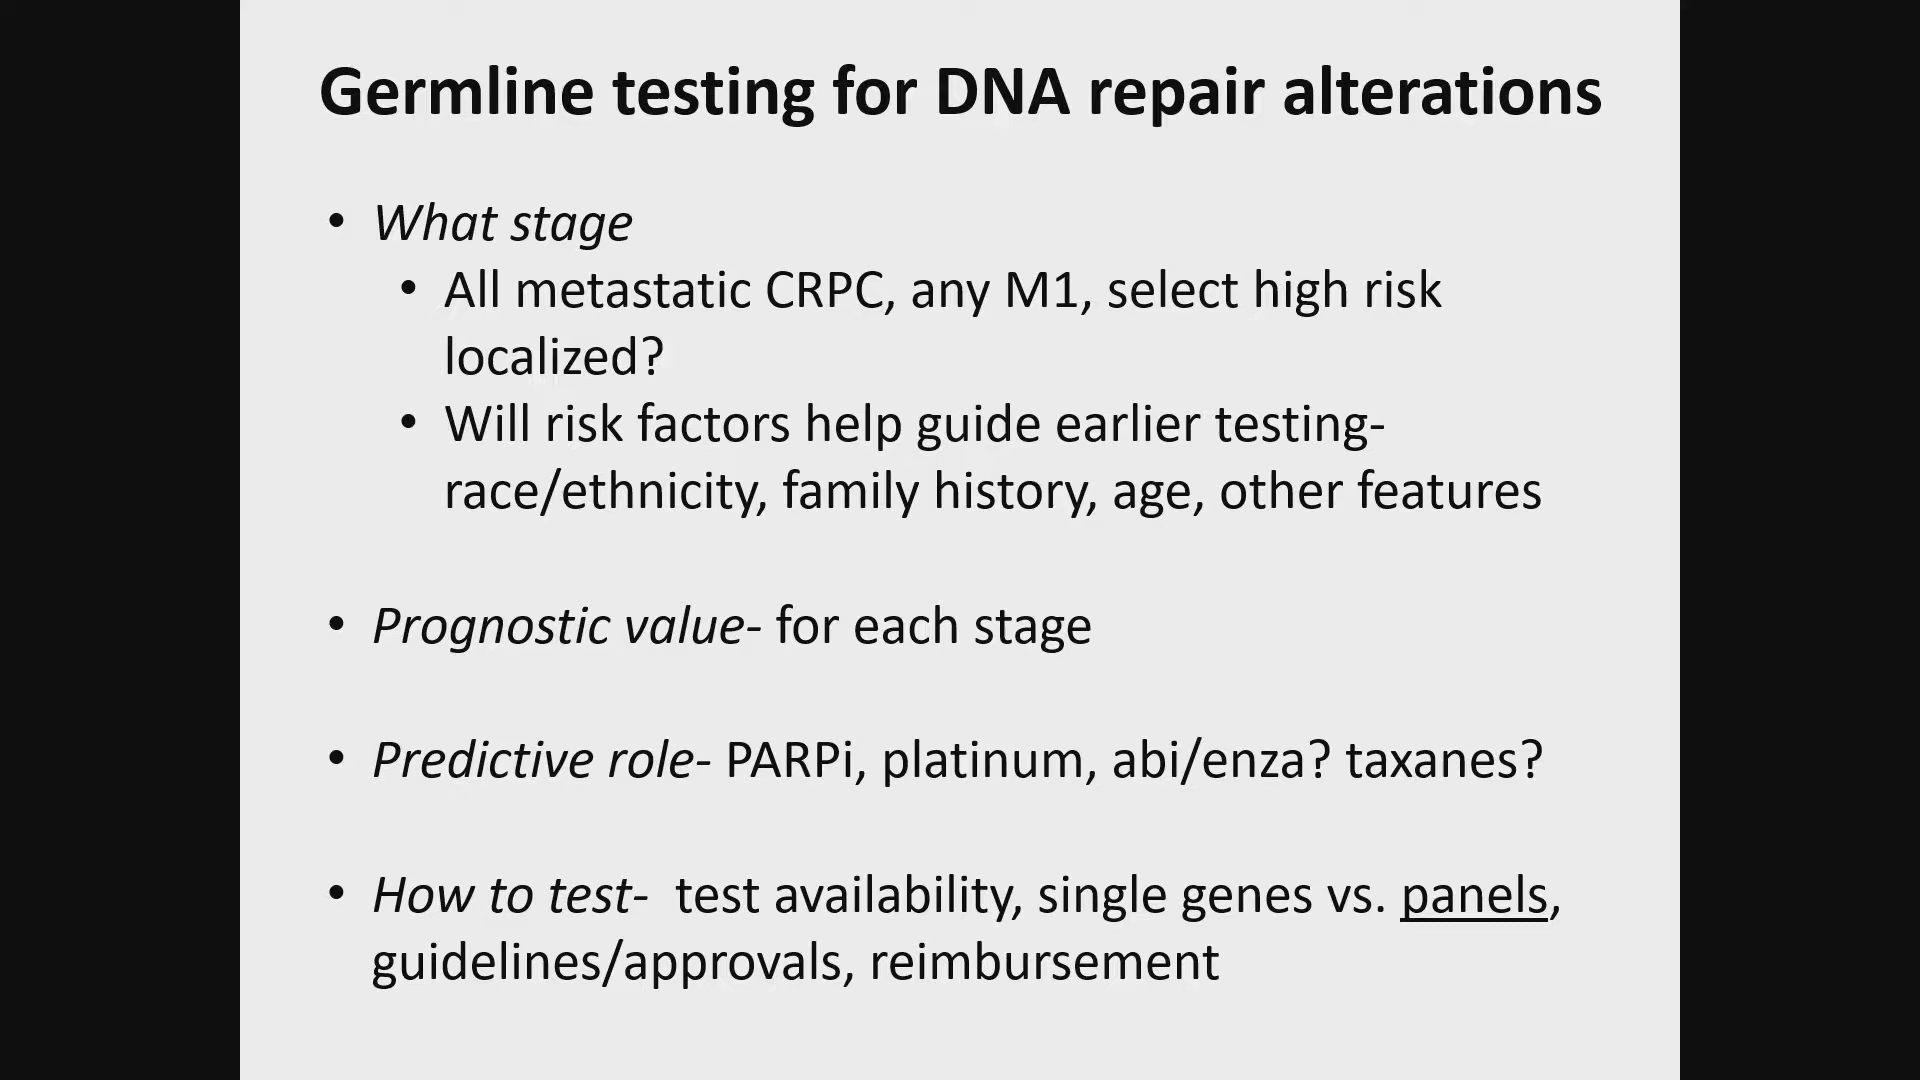 Germline testing for DNA repair alterations
• What stage
• All metastatic CRPC, any M1, select high risk
localized?
• Will risk factors help guide earlier testing-
race/ethnicity, family history, age, other features
• Prognostic value- for each stage
• Predictive role- PARPi, platinum, abi/enza? taxanes?
• How to test-  test availability, single genes vs. panels,
guidelines/approvals, reimbursement